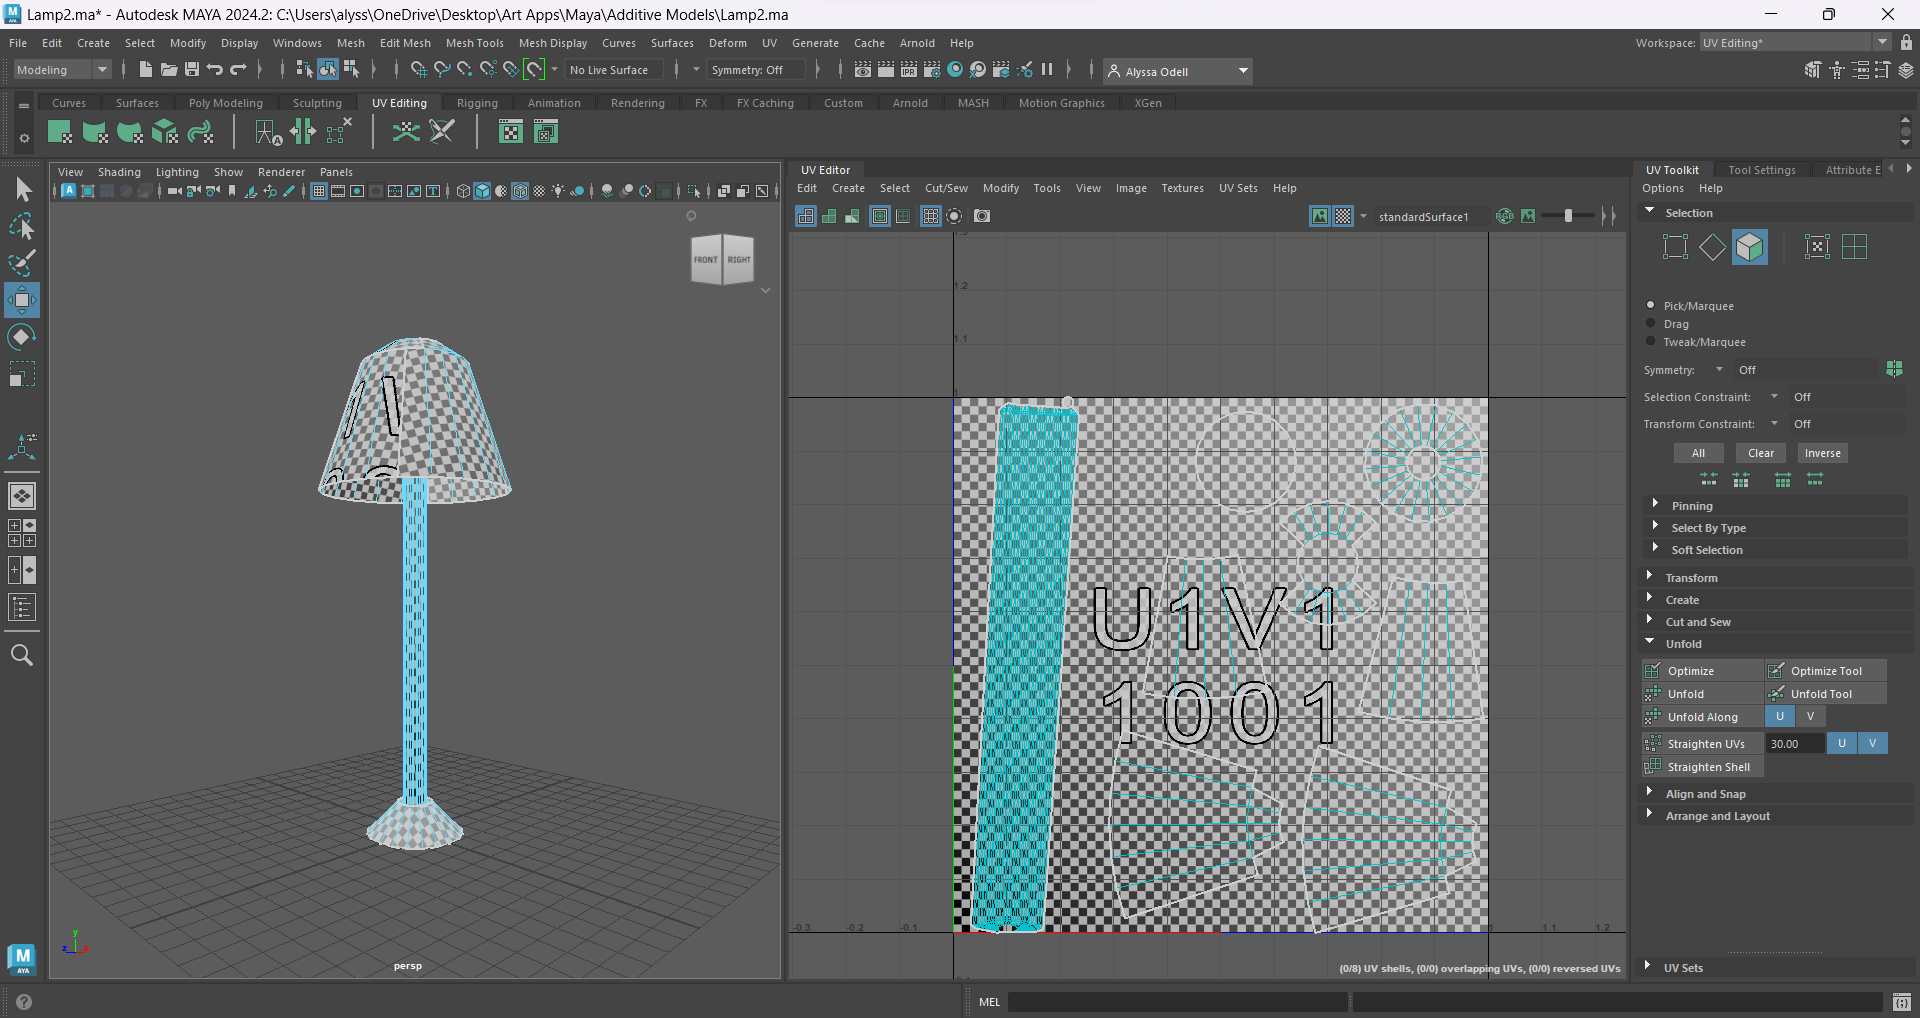 Lamp2.ma* - Autodesk MAYA 2024.2: C:\Users\alyss\OneDrive\Desktop\Art Apps\Maya\Additive Models\Lamp2.ma
File Edit Create Select Modify Display Windows Mesh Edit Mesh Mesh Tools Mesh Display Curves Surfaces Deform UV Generate Cache Arnold Help
Workspace: UV Editing*
Modeling No Live Surface Symmetry: Off Alyssa Odell
Curves Surfaces Poly Modeling Sculpting UV Editing Rigging Animation Rendering FX FX Caching Custom Arnold MASH Motion Graphics XGen
View Shading Lighting Show Renderer Panels
FRONT RIGHT
persp
y
z
x
UV Editor
Edit Create Select Cut/Sew Modify Tools View Image Textures UV Sets Help
standardSurface1
1.2
1.1
1
U1V1
1001
-0.3 -0.2 -0.1 1 1.1 1.2
(0/8) UV shells, (0/0) overlapping UVs, (0/0) reversed UVs
UV Toolkit Tool Settings Attribute E
Options Help
Selection
Pick/Marquee
Drag
Tweak/Marquee
Symmetry: Off
Selection Constraint: Off
Transform Constraint: Off
All Clear Inverse
Pinning
Select By Type
Soft Selection
Transform
Create
Cut and Sew
Unfold
Optimize Optimize Tool
Unfold Unfold Tool
Unfold Along U V
Straighten UVs 30.00 U V
Straighten Shell
Align and Snap
Arrange and Layout
UV Sets
M
AYA
MEL